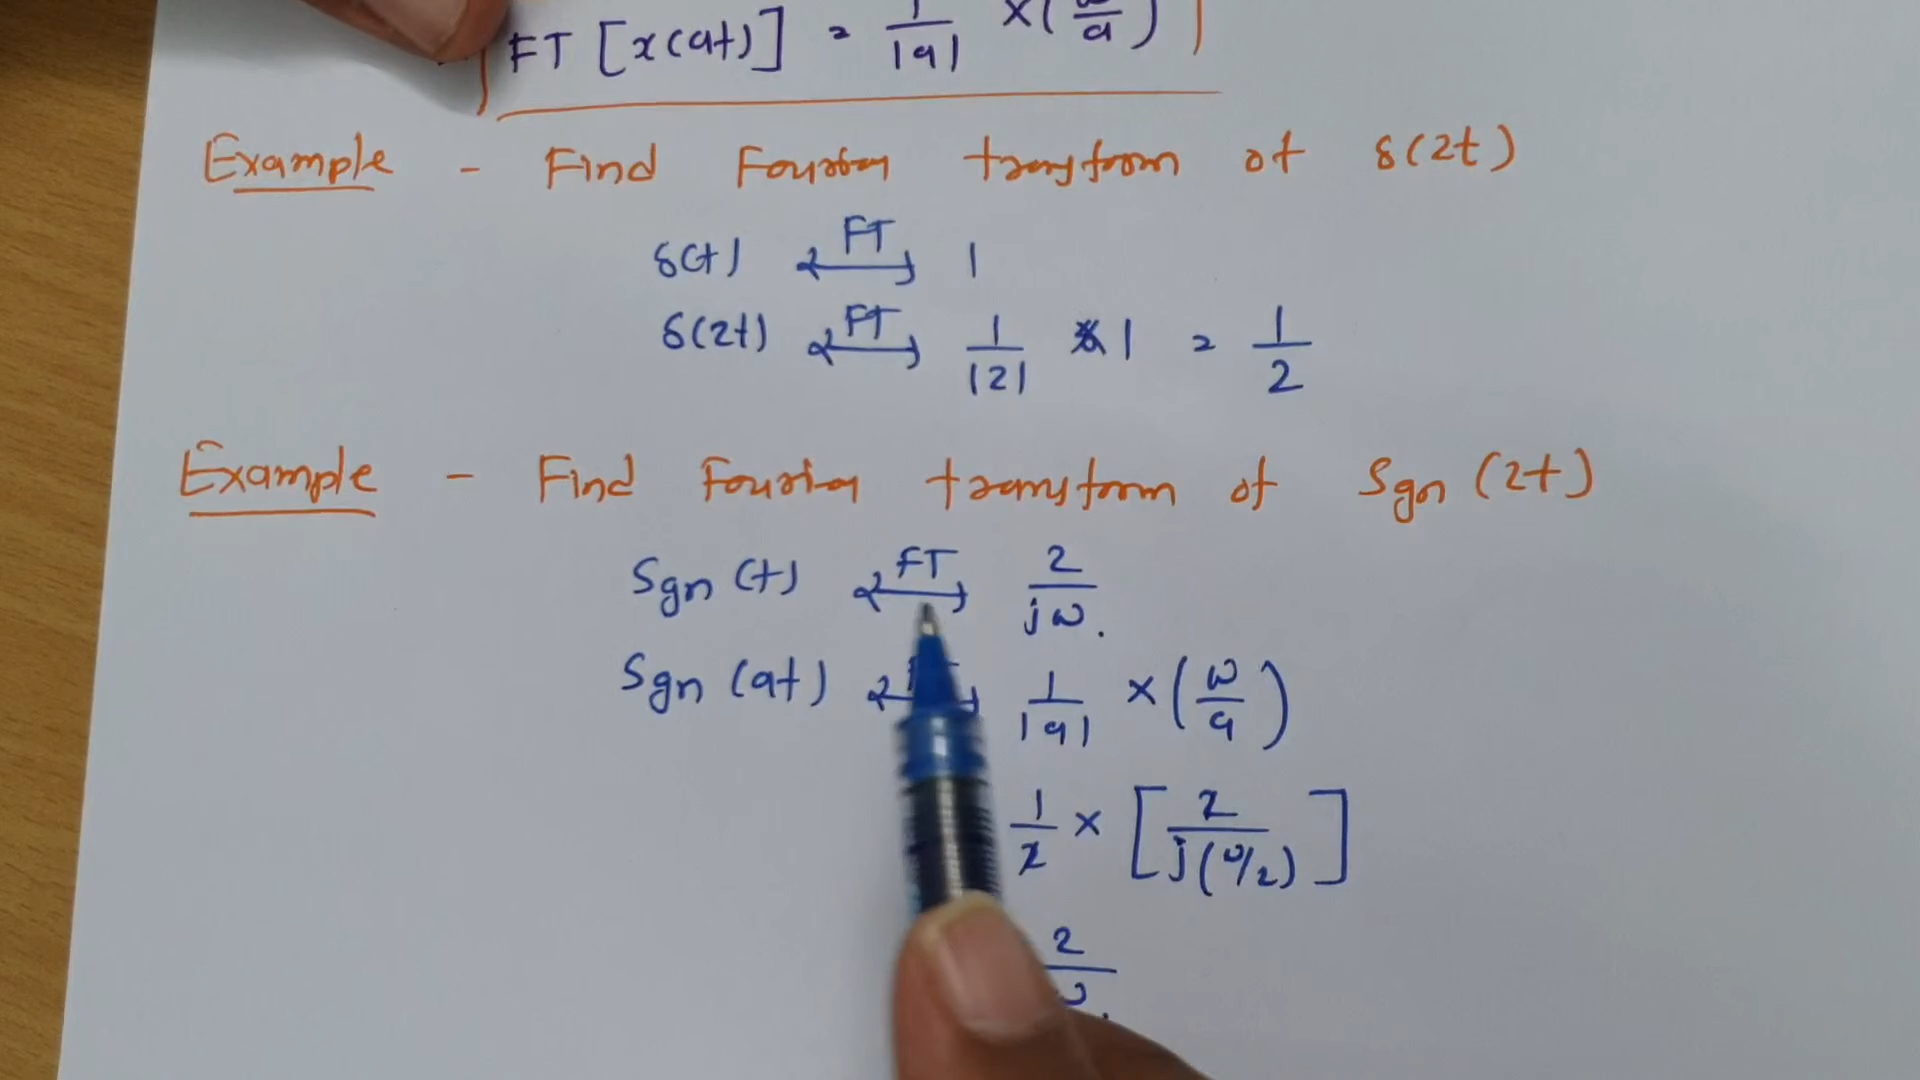 FT [x(at)] = 1/|a| X(ω/a)
Example - Find Fourier transform of δ(2t)
δ(t) ⟷ FT 1
δ(2t) ⟷ FT 1/|2| × 1 = 1/2
Example - Find Fourier transform of Sgn (2t)
Sgn (t) ⟷ FT 2/jω.
Sgn (at) ⟷ 1/|a| × (ω/a)
1/2 × [2/j(ω/2)]
2/ω.